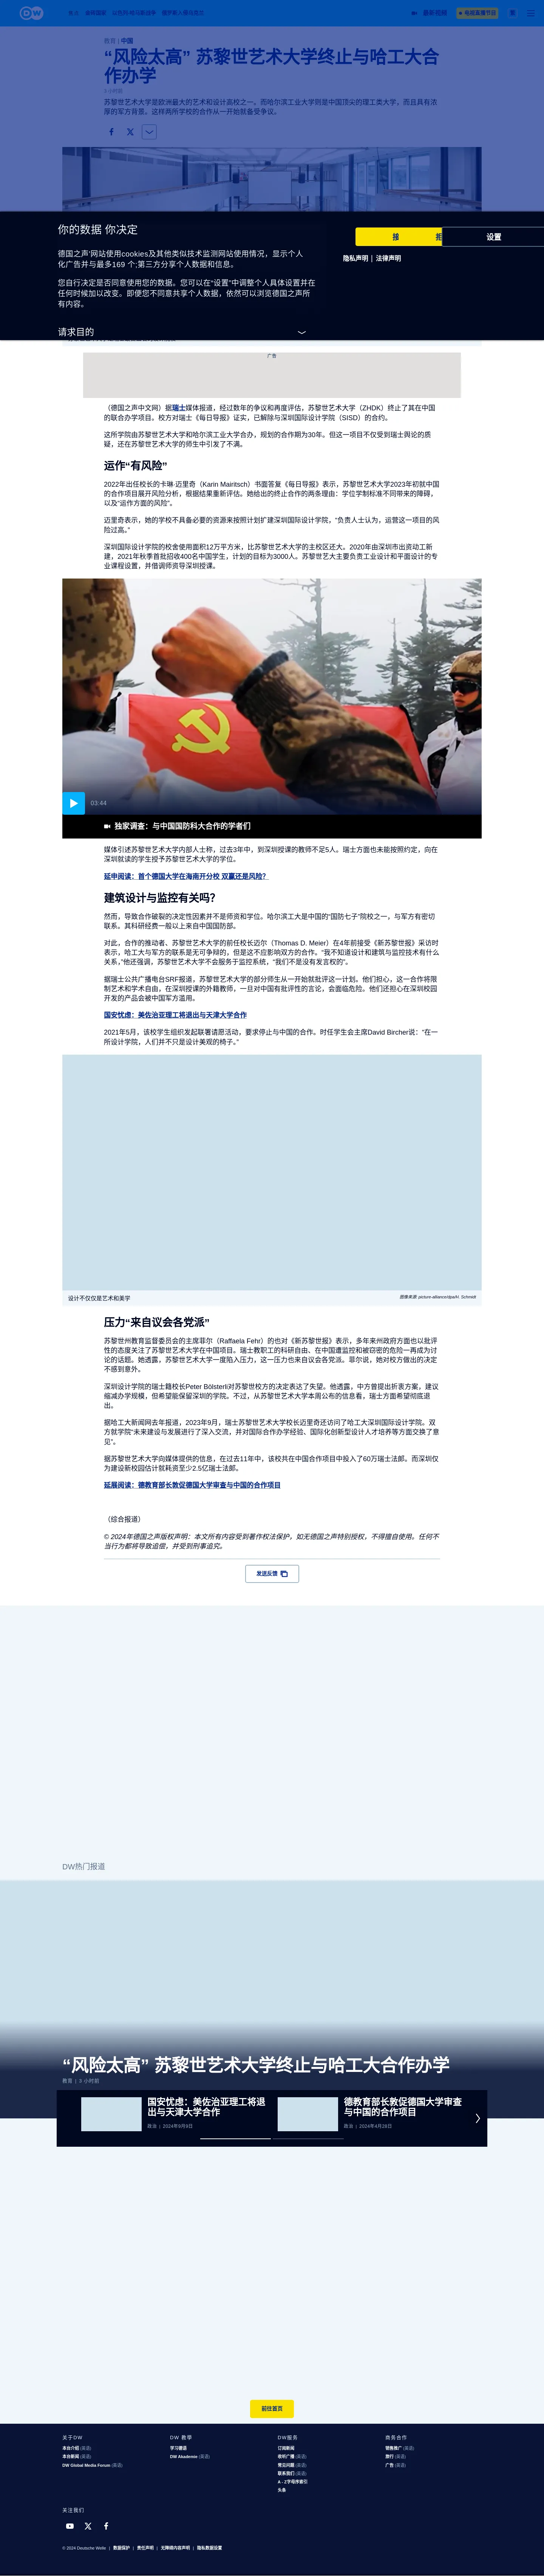 DW
最新视频
电视直播节目
教育 | 中国
“风险太高” 苏黎世艺术大学终止与哈工大合
作办学
3 小时前
苏黎世艺术大学是欧洲最大的艺术和设计高校之一。而哈尔滨工业大学则是中国顶尖的理工类大学，而且具有浓
厚的军方背景。这样两所学校的合作从一开始就备受争议。
你的数据 你决定
德国之声'网站使用cookies及其他类似技术监测网站使用情况，显示个人
化广告并与最多169 个;第三方分享个人数据和信息。
您自行决定是否同意使用您的数据。您可以在“设置”中调整个人具体设置并在
任何时候加以改变。即便您不同意共享个人数据，依然可以浏览德国之声所
有内容。
请求目的
设置
隐私声明 | 法律声明
广告
（德国之声中文网）据瑞士媒体报道，经过数年的争议和再度评估，苏黎世艺术大学（ZHDK）终止了其在中国
的联合办学项目。校方对瑞士《每日导报》证实，已解除与深圳国际设计学院（SISD）的合约。
这所学院由苏黎世艺术大学和哈尔滨工业大学合办，规划的合作期为30年。但这一项目不仅受到瑞士舆论的质
疑，还在苏黎世艺术大学的师生中引发了不满。
运作“有风险”
2022年出任校长的卡琳·迈里奇（Karin Mairitsch）书面答复《每日导报》表示，苏黎世艺术大学2023年初就中国
的合作项目展开风险分析，根据结果重新评估。她给出的终止合作的两条理由：学位学制标准不同带来的障碍，
以及“运作方面的风险”。
迈里奇表示，她的学校不具备必要的资源来按照计划扩建深圳国际设计学院，“负责人士认为，运营这一项目的风
险过高。”
深圳国际设计学院的校舍使用面积12万平方米，比苏黎世艺术大学的主校区还大。2020年由深圳市出资动工新
建，2021年秋季首批招收400名中国学生，计划的目标为3000人。苏黎世艺大主要负责工业设计和平面设计的专
业课程设置，并借调师资导深圳授课。
03:44
独家调查：与中国国防科大合作的学者们
媒体引述苏黎世艺术大学内部人士称，过去3年中，到深圳授课的教师不足5人。瑞士方面也未能按照约定，向在
深圳就读的学生授予苏黎世艺术大学的学位。
延申阅读：首个德国大学在海南开分校 双赢还是风险？
建筑设计与监控有关吗？
然而，导致合作破裂的决定性因素并不是师资和学位。哈尔滨工大是中国的“国防七子”院校之一，与军方有密切
联系。其科研经费一般以上来自中国国防部。
对此，合作的推动者、苏黎世艺术大学的前任校长迈尔（Thomas D. Meier）在4年前接受《新苏黎世报》采访时
表示，哈工大与军方的联系是无可争辩的，但是这不应影响双方的合作。“我不知道设计和建筑与监控技术有什么
关系，”他还强调，苏黎世艺术大学不会服务于监控系统，“我们不是没有发言权的”。
据瑞士公共广播电台SRF报道，苏黎世艺术大学的部分师生从一开始就批评这一计划。他们担心，这一合作将限
制艺术和学术自由，在深圳授课的外籍教师，一旦对中国有批评性的言论，会面临危险。他们还担心在深圳校园
开发的产品会被中国军方滥用。
国安忧虑：美佐治亚理工将退出与天津大学合作
2021年5月，该校学生组织发起联署请愿活动，要求停止与中国的合作。时任学生会主席David Bircher说：“在一
所设计学院，人们并不只是设计美观的椅子。”
设计不仅仅是艺术和美学
图像来源: picture-alliance/dpa/H. Schmidt
压力“来自议会各党派”
苏黎世州教育监督委员会的主席菲尔（Raffaela Fehr）的也对《新苏黎世报》表示，多年来州政府方面也以批评
性的态度关注了苏黎世艺术大学在中国项目。瑞士教职工的科研自由、在中国遭监控和被窃密的危险一再成为讨
论的话题。她透露，苏黎世艺术大学一度陷入压力，这一压力也来自议会各党派。菲尔说，她对校方做出的决定
不感到意外。
深圳设计学院的瑞士籍校长Peter Bölsterli对苏黎世校方的决定表达了失望。他透露，中方曾提出折衷方案，建议
缩减办学规模，但希望能保留深圳的学院。不过，从苏黎世艺术大学本周公布的信息看，瑞士方面希望彻底退
出。
据哈工大新闻网去年报道，2023年9月，瑞士苏黎世艺术大学校长迈里奇还访问了哈工大深圳国际设计学院。双
方就学院“未来建设与发展进行了深入交流，并对国际合作办学经验、国际化创新型设计人才培养等方面交换了意
见”。
据苏黎世艺术大学向媒体提供的信息，在过去11年中，该校共在中国合作项目中投入了60万瑞士法郎。而深圳仅
为建设新校园估计就耗资至少2.5亿瑞士法郎。
延展阅读：德教育部长敦促德国大学审查与中国的合作项目
（综合报道）
© 2024年德国之声版权声明：本文所有内容受到著作权法保护，如无德国之声特别授权，不得擅自使用。任何不
当行为都将导致追偿，并受到刑事追究。
发送反馈
DW热门报道
“风险太高” 苏黎世艺术大学终止与哈工大合作办学
教育 | 3 小时前
国安忧虑：美佐治亚理工将退
出与天津大学合作
政治 | 2024年9月9日
德教育部长敦促德国大学审查
与中国的合作项目
政治 | 2024年4月28日
前往首页
关于DW
本台介绍 (英语)
本台新闻 (英语)
DW Global Media Forum (英语)
DW 教學
学习德语
DW Akademie (英语)
DW服务
订阅新闻
收听广播 (英语)
常见问题 (英语)
联系我们 (英语)
A - Z字母序索引
头条
商务合作
销售推广 (英语)
旅行 (英语)
广告 (英语)
关注我们
© 2024 Deutsche Welle | 数据保护 | 责任声明 | 无障碍内容声明 | 隐私数据设置